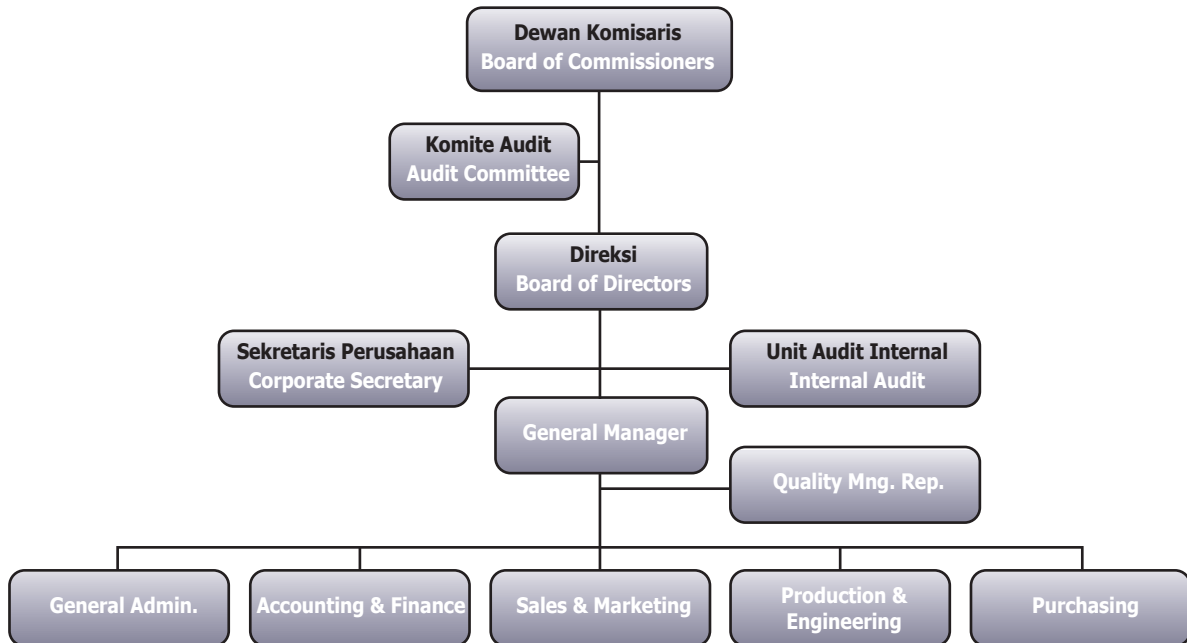 Dewan Komisaris
Board of Commissioners
Komite Audit
Audit Committee
Direksi
Board of Directors
Sekretaris Perusahaan
Corporate Secretary
Unit Audit Internal
Internal Audit
General Manager
Quality Mng. Rep.
General Admin.
Accounting & Finance
Sales & Marketing
Production &
Engineering
Purchasing